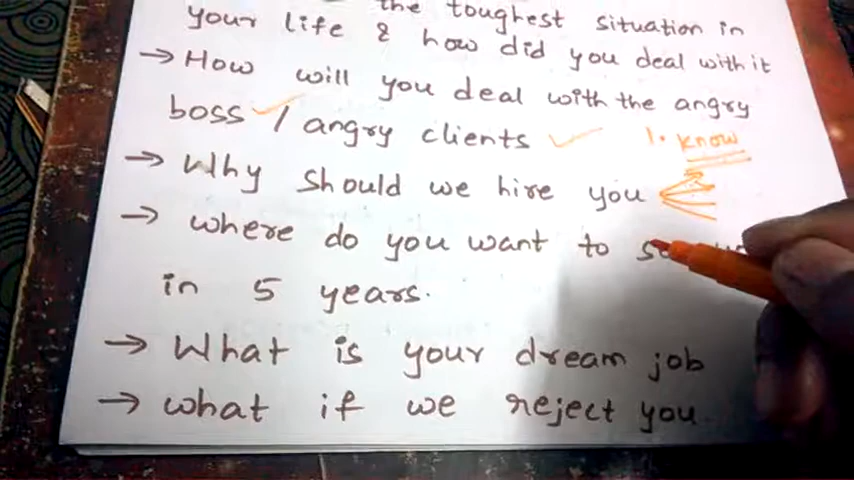 the toughest situation in
your life & how did you deal with it
→ How will you deal with the angry
boss ✓ / angry clients ✓
1. know
→ Why should we hire you
→ where do you want to
in 5 years.
→ What is your dream job
→ what if we reject you